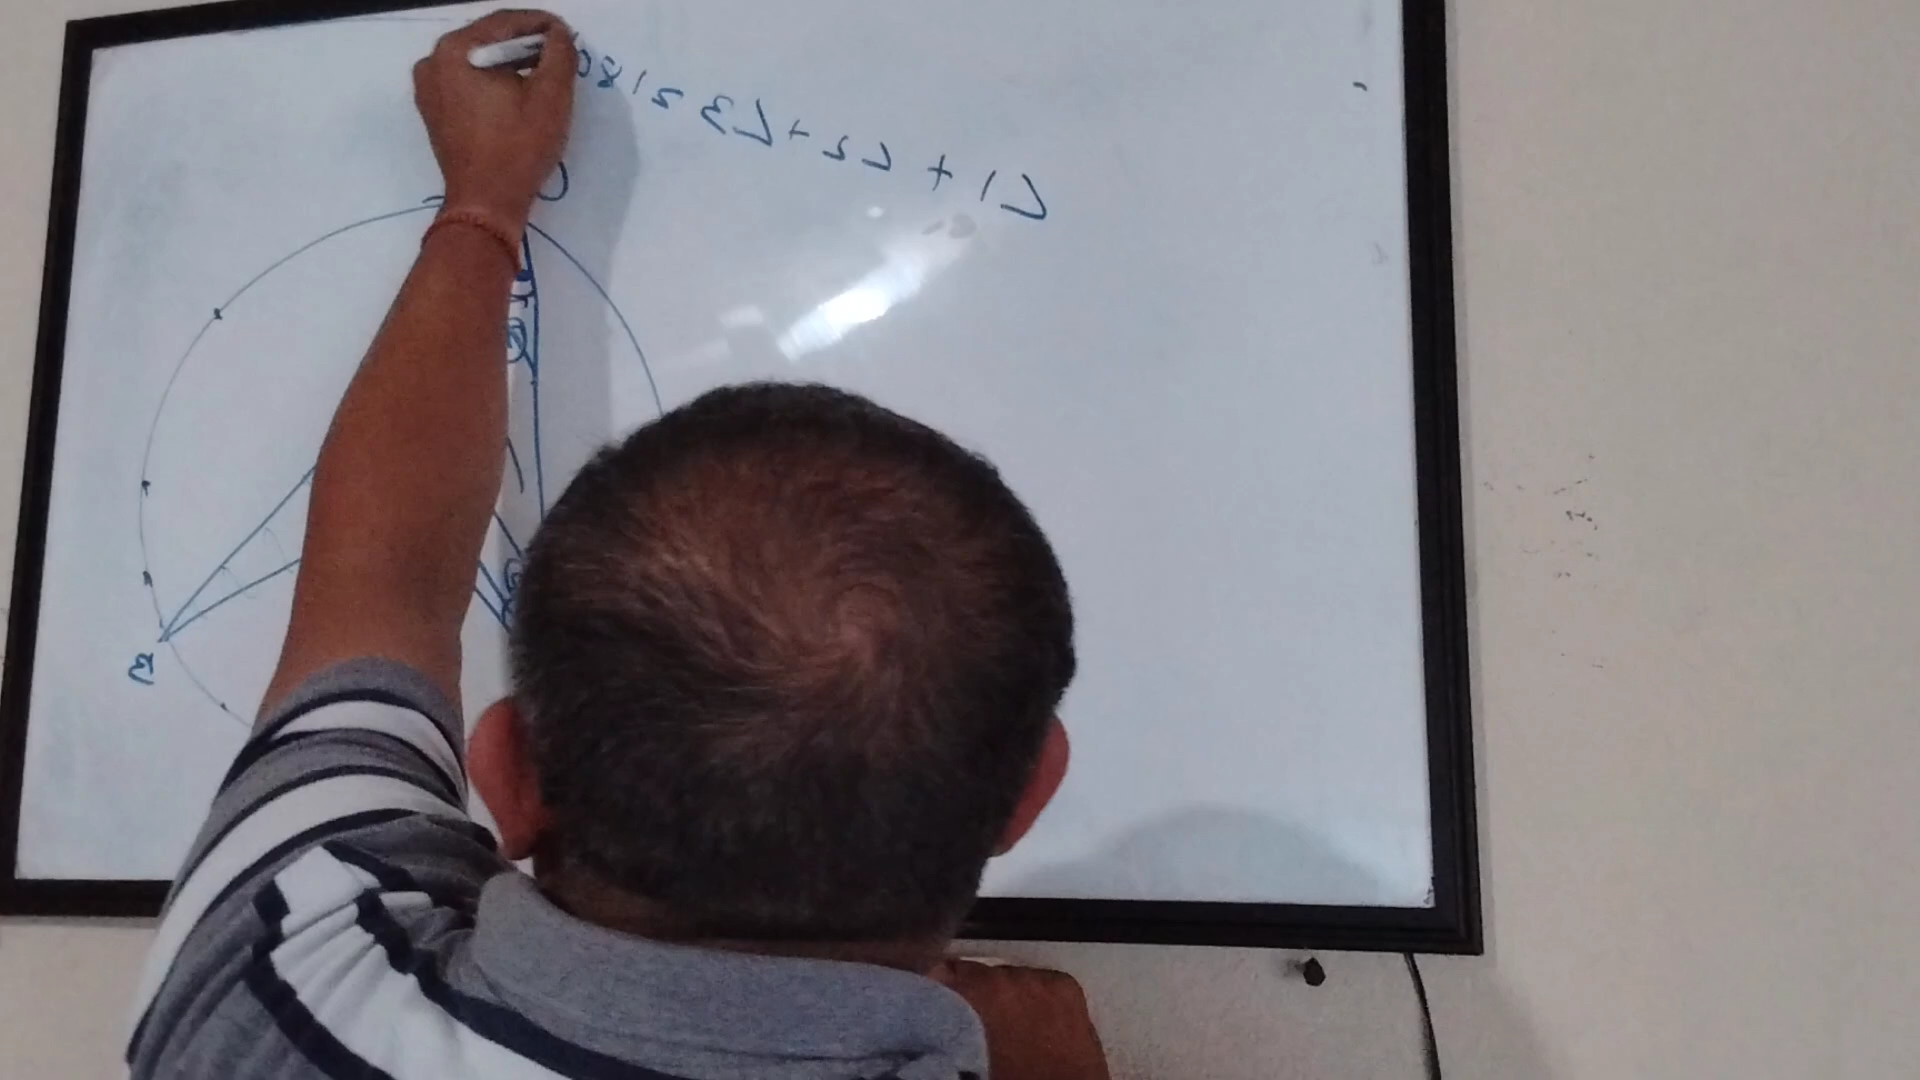 ∠1 + ∠2 + ∠3 = 180
C
B